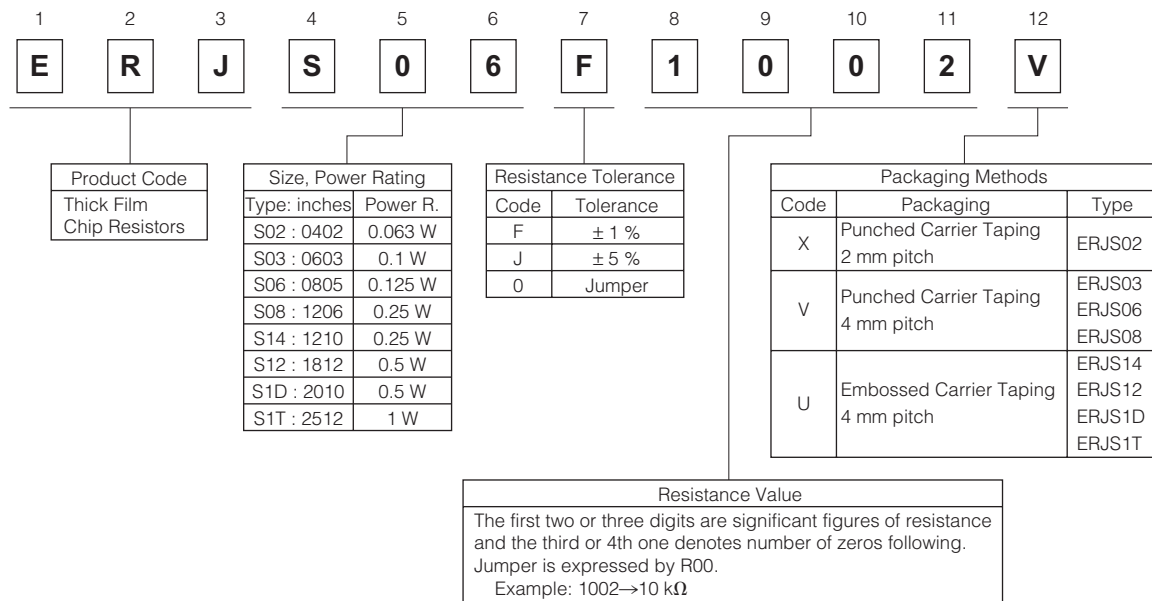 1 2 3 4 5 6 7 8 9 10 11 12
E R J S 0 6 F 1 0 0 2 V
Product Code
Thick Film
Chip Resistors
Size, Power Rating
Type: inches Power R.
S02 : 0402 0.063 W
S03 : 0603 0.1 W
S06 : 0805 0.125 W
S08 : 1206 0.25 W
S14 : 1210 0.25 W
S12 : 1812 0.5 W
S1D : 2010 0.5 W
S1T : 2512 1 W
Resistance Tolerance
Code Tolerance
F ± 1 %
J ± 5 %
0 Jumper
Packaging Methods
Code Packaging Type
X Punched Carrier Taping
2 mm pitch
ERJS02
V Punched Carrier Taping
4 mm pitch
ERJS03
ERJS06
ERJS08
U Embossed Carrier Taping
4 mm pitch
ERJS14
ERJS12
ERJS1D
ERJS1T
Resistance Value
The first two or three digits are significant figures of resistance
and the third or 4th one denotes number of zeros following.
Jumper is expressed by R00.
Example: 1002→10 kΩ